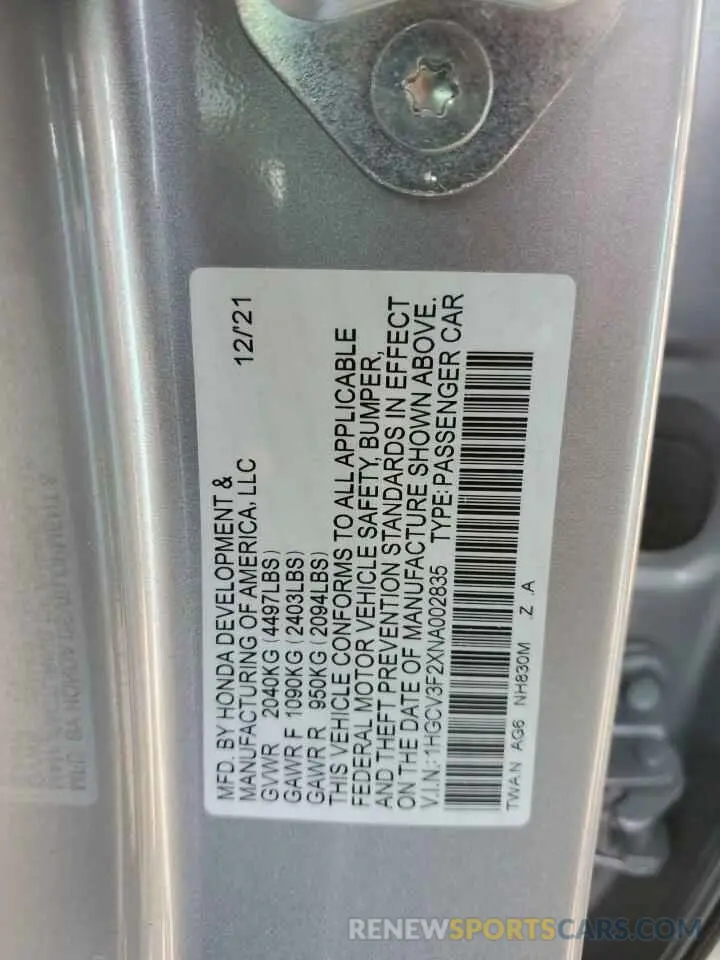 MFD. BY HONDA DEVELOPMENT &
MANUFACTURING OF AMERICA, LLC 12/'21
GVWR 2040KG (4497LBS)
GAWR F 1090KG (2403LBS)
GAWR R 950KG (2094LBS)
THIS VEHICLE CONFORMS TO ALL APPLICABLE
FEDERAL MOTOR VEHICLE SAFETY, BUMPER,
AND THEFT PREVENTION STANDARDS IN EFFECT
ON THE DATE OF MANUFACTURE SHOWN ABOVE.
V.I.N.: 1HGCV3F2XNA002835 TYPE: PASSENGER CAR
TWA.N AG6 NH830M .Z .A
RENEWSPORTSCARS.COM